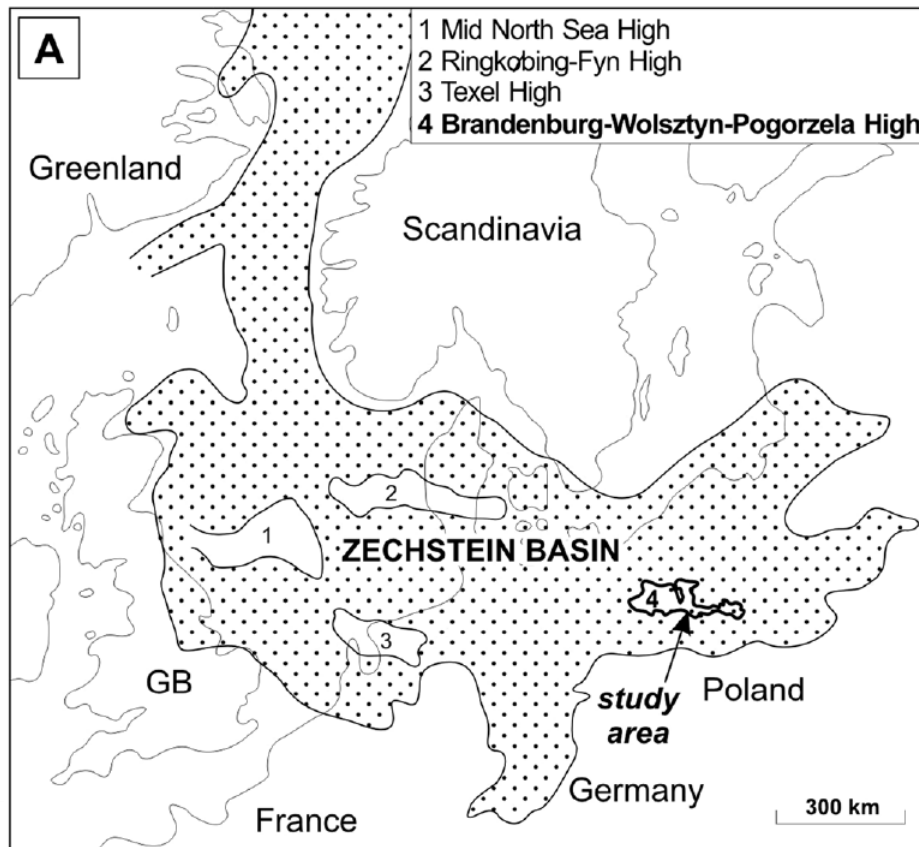 A
1 Mid North Sea High
2 Ringkøbing-Fyn High
3 Texel High
4 Brandenburg-Wolsztyn-Pogorzela High
Greenland
Scandinavia
2
1
ZECHSTEIN BASIN
4
3
GB
study
area
Poland
Germany
France
300 km